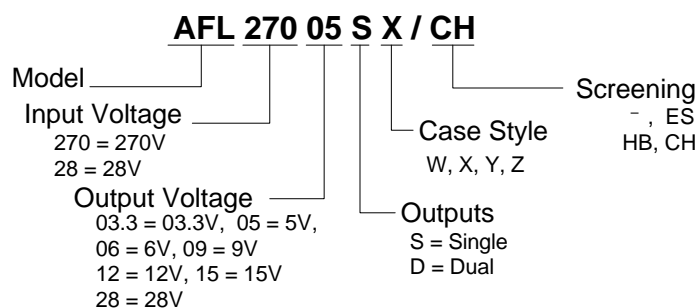 AFL 270 05 S X / CH
Model
Input Voltage
270 = 270V
28 = 28V
Output Voltage
03.3 = 03.3V, 05 = 5V,
06 = 6V, 09 = 9V
12 = 12V, 15 = 15V
28 = 28V
Outputs
S = Single
D = Dual
Case Style
W, X, Y, Z
Screening
– , ES
HB, CH